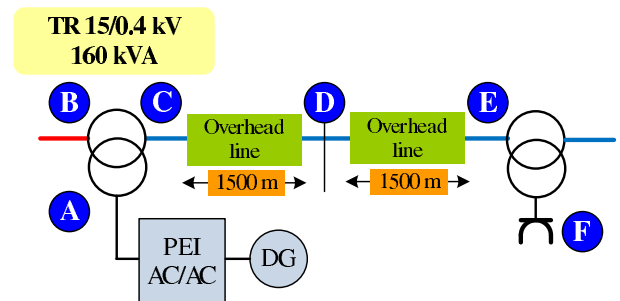 TR 15/0.4 kV
160 kVA
B
C
D
E
Overhead
line
Overhead
line
1500 m
1500 m
A
F
PEI
AC/AC
DG